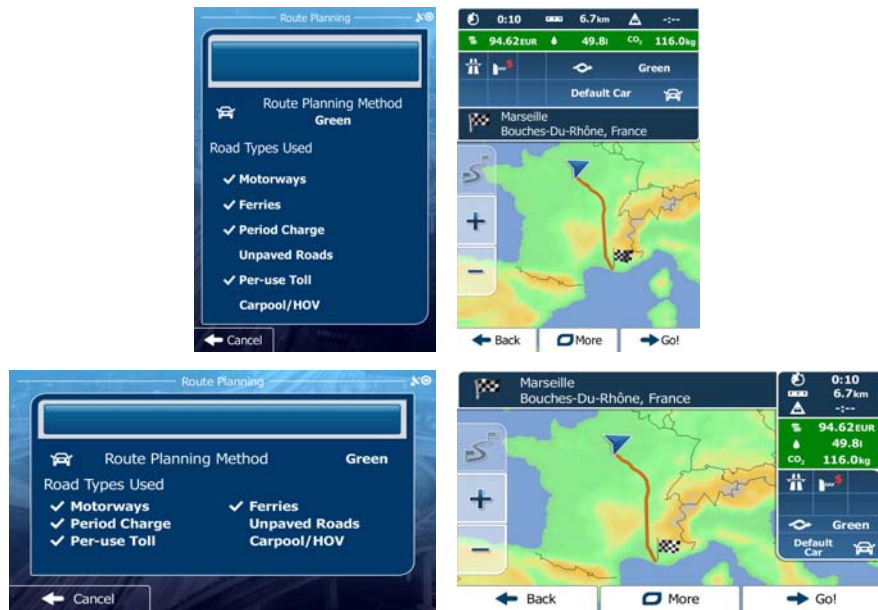 Route Planning
Route Planning Method
Green
Road Types Used
Motorways
Ferries
Period Charge
Unpaved Roads
Per-use Toll
Carpool/HOV
Cancel
0:10 6.7km -:--
94.62EUR 49.8l CO₂ 116.0kg
$ Green
Default Car
Marseille
Bouches-Du-Rhône, France
Back More Go!
Route Planning
Route Planning Method Green
Road Types Used
Motorways Ferries
Period Charge Unpaved Roads
Per-use Toll Carpool/HOV
Cancel
Marseille
Bouches-Du-Rhône, France
0:10
6.7km
-:--
94.62EUR
49.8l
CO₂ 116.0kg
$
Green
Default
Car
Back More Go!